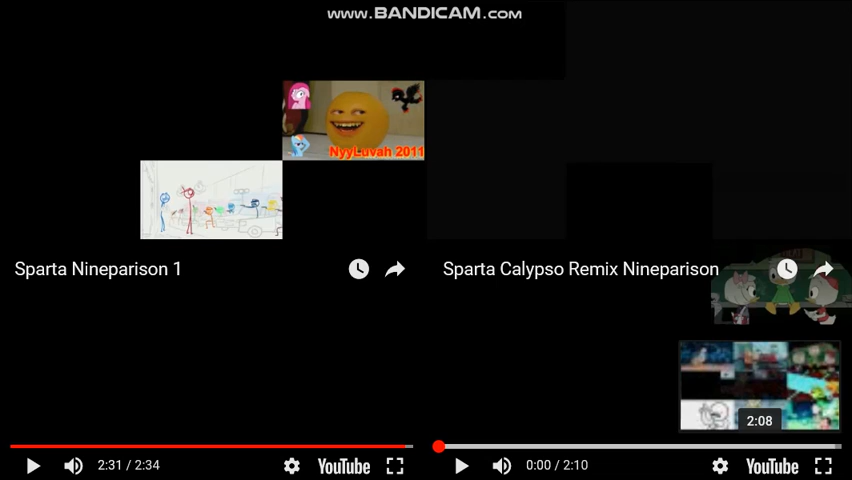 www.BANDICAM.com
NyyLuvah 2011
Sparta Nineparison 1
Sparta Calypso Remix Nineparison
2:08
2:31 / 2:34
YouTube
0:00 / 2:10
YouTube